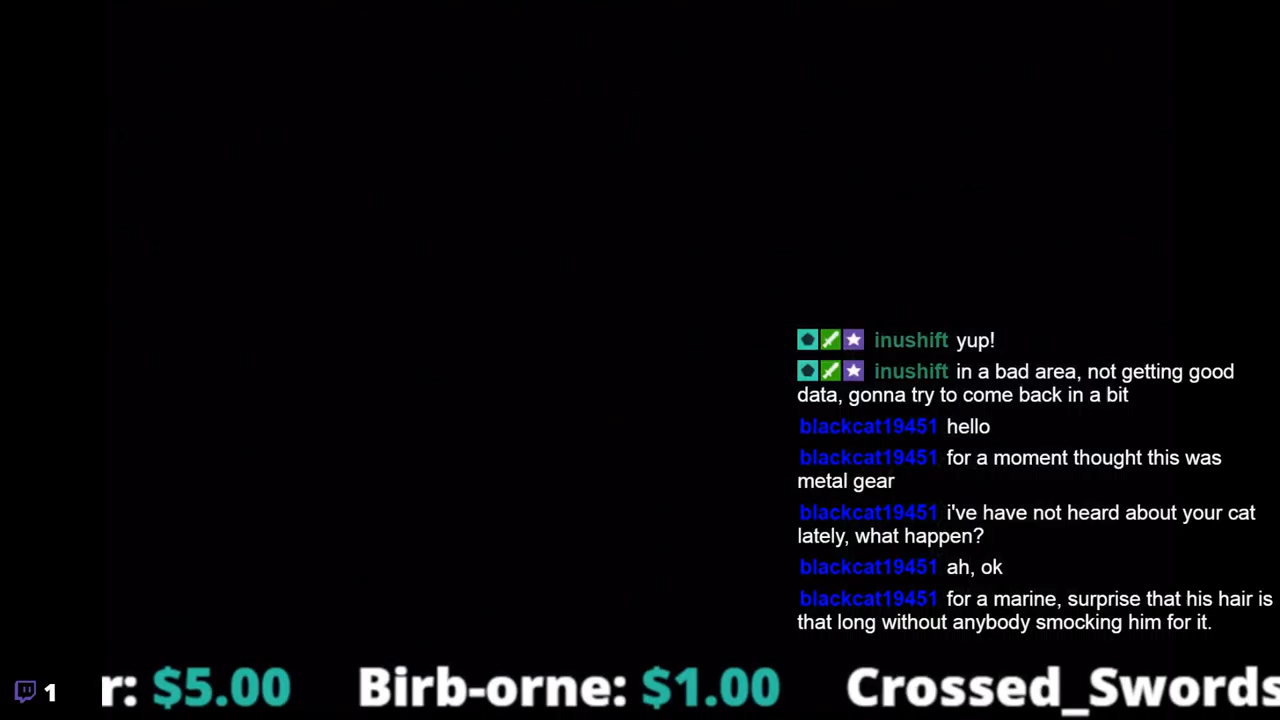 inushift yup!
inushift in a bad area, not getting good
data, gonna try to come back in a bit
blackcat19451 hello
blackcat19451 for a moment thought this was
metal gear
blackcat19451 i've have not heard about your cat
lately, what happen?
blackcat19451 ah, ok
blackcat19451 for a marine, surprise that his hair is
that long without anybody smocking him for it.
1 r: $5.00 Birb-orne: $1.00 Crossed_Swords